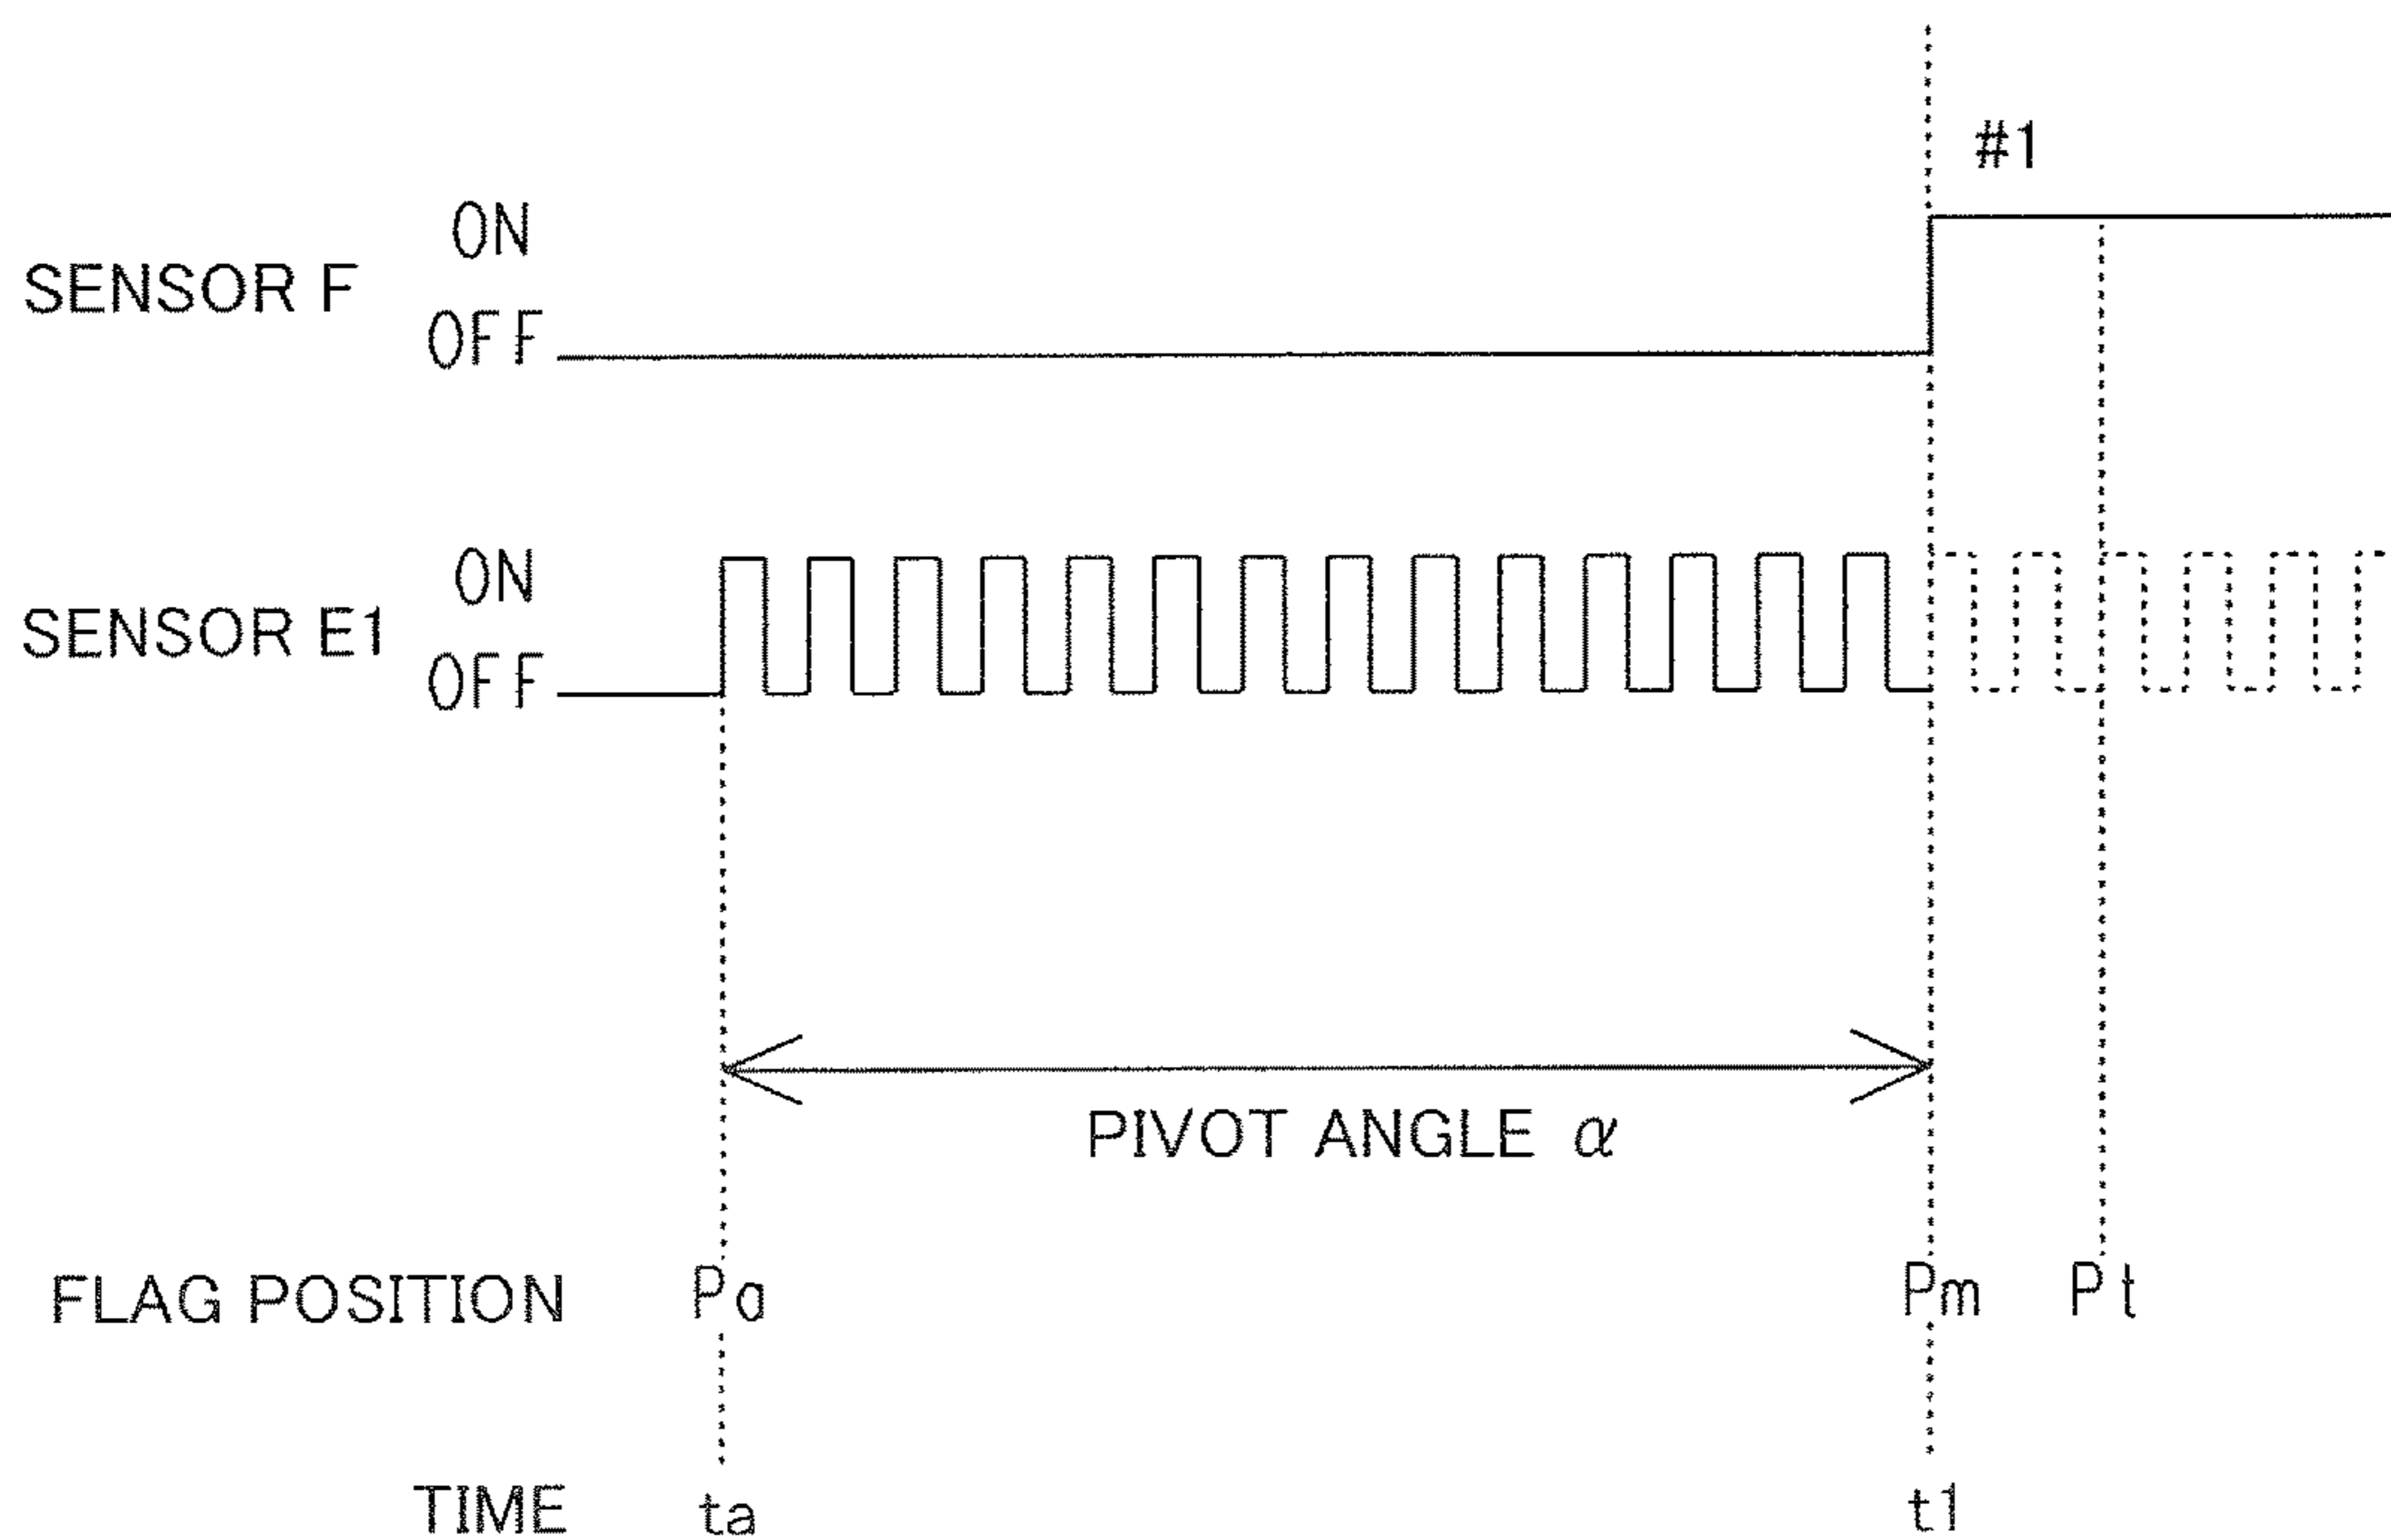 #1
ON
SENSOR F
OFF
ON
SENSOR E1
OFF
PIVOT ANGLE α
FLAG POSITION Pa Pm Pt
TIME ta t1